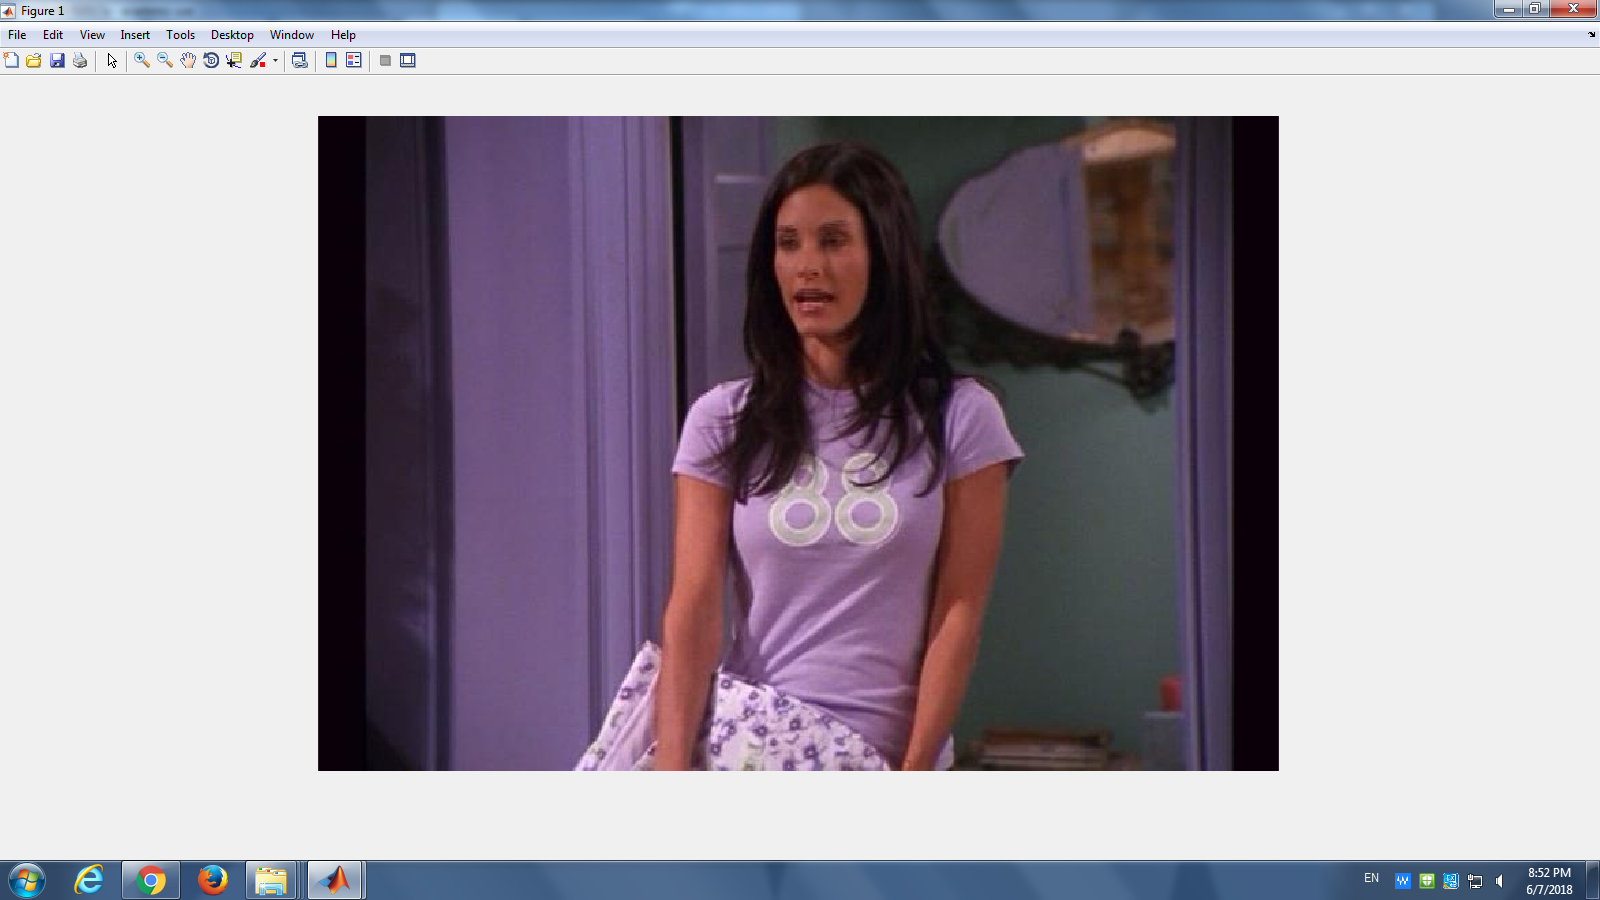 Figure 1
File Edit View Insert Tools Desktop Window Help
88
EN
8:52 PM
6/7/2018